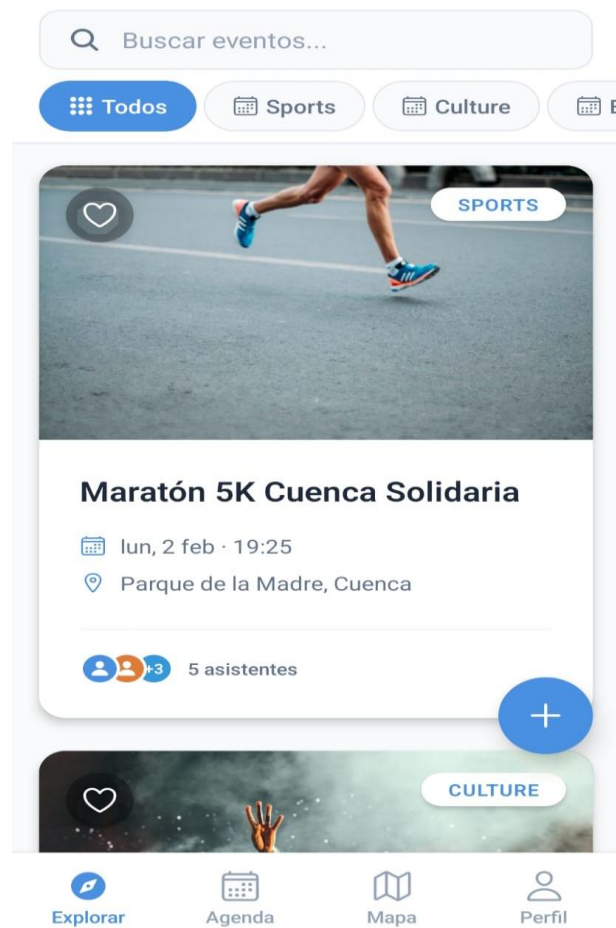 Buscar eventos...
Todos
Sports
Culture
SPORTS
Maratón 5K Cuenca Solidaria
lun, 2 feb · 19:25
Parque de la Madre, Cuenca
+3
5 asistentes
CULTURE
Explorar
Agenda
Mapa
Perfil